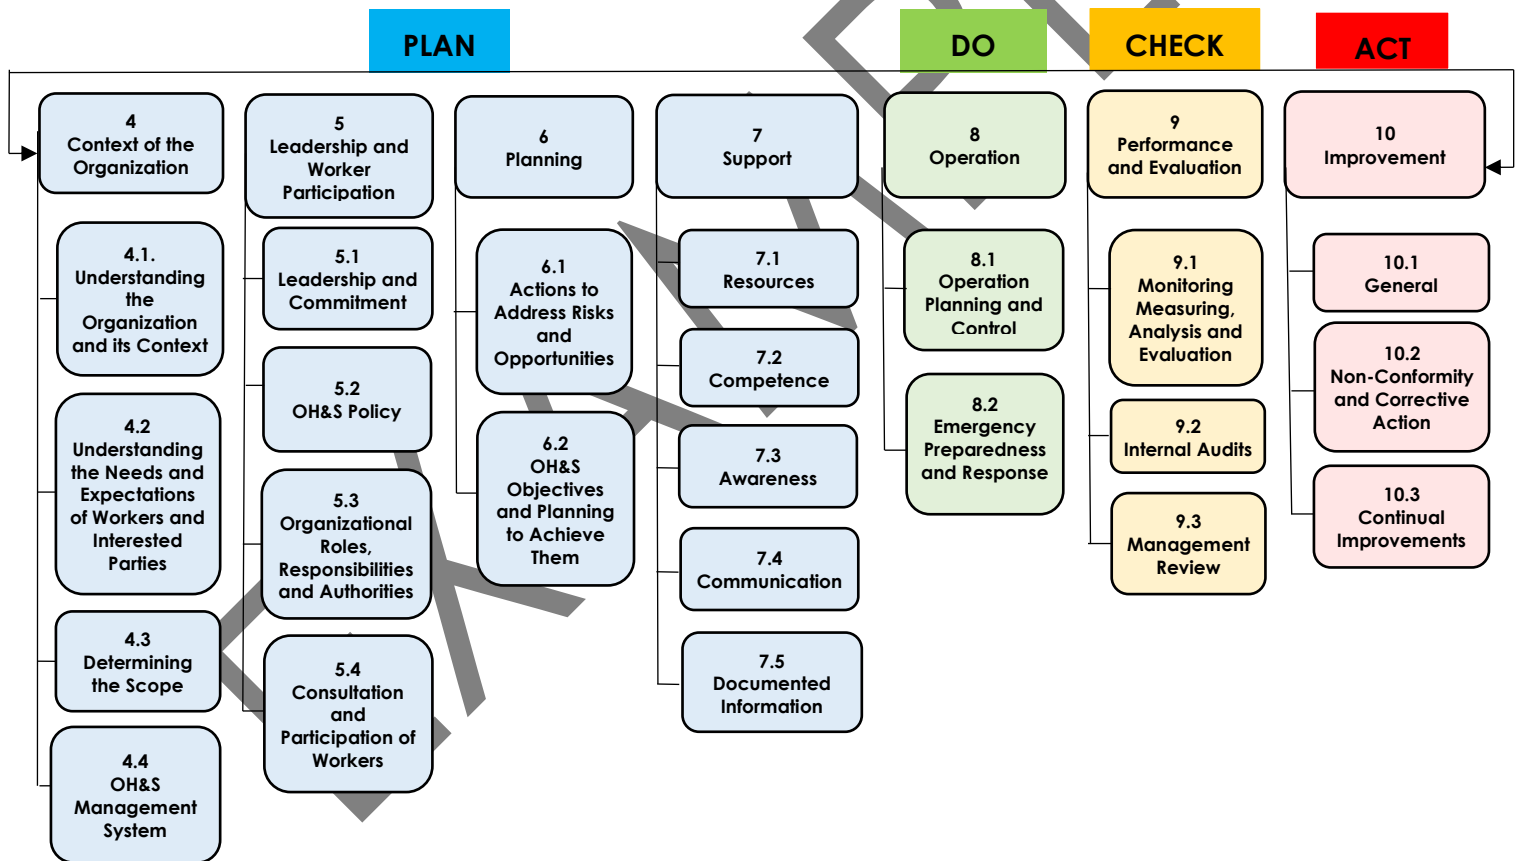 PLAN
DO
CHECK
ACT
4
Context of the
Organization
4.1.
Understanding
the
Organization
and its Context
4.2
Understanding
the Needs and
Expectations
of Workers and
Interested
Parties
4.3
Determining
the Scope
4.4
OH&S
Management
System
5
Leadership and
Worker
Participation
5.1
Leadership and
Commitment
5.2
OH&S Policy
5.3
Organizational
Roles,
Responsibilities
and Authorities
5.4
Consultation
and
Participation of
Workers
6
Planning
6.1
Actions to
Address Risks
and
Opportunities
6.2
OH&S
Objectives
and Planning
to Achieve
Them
7
Support
7.1
Resources
7.2
Competence
7.3
Awareness
7.4
Communication
7.5
Documented
Information
8
Operation
8.1
Operation
Planning and
Control
8.2
Emergency
Preparedness
and Response
9
Performance
and Evaluation
9.1
Monitoring
Measuring,
Analysis and
Evaluation
9.2
Internal Audits
9.3
Management
Review
10
Improvement
10.1
General
10.2
Non-Conformity
and Corrective
Action
10.3
Continual
Improvements